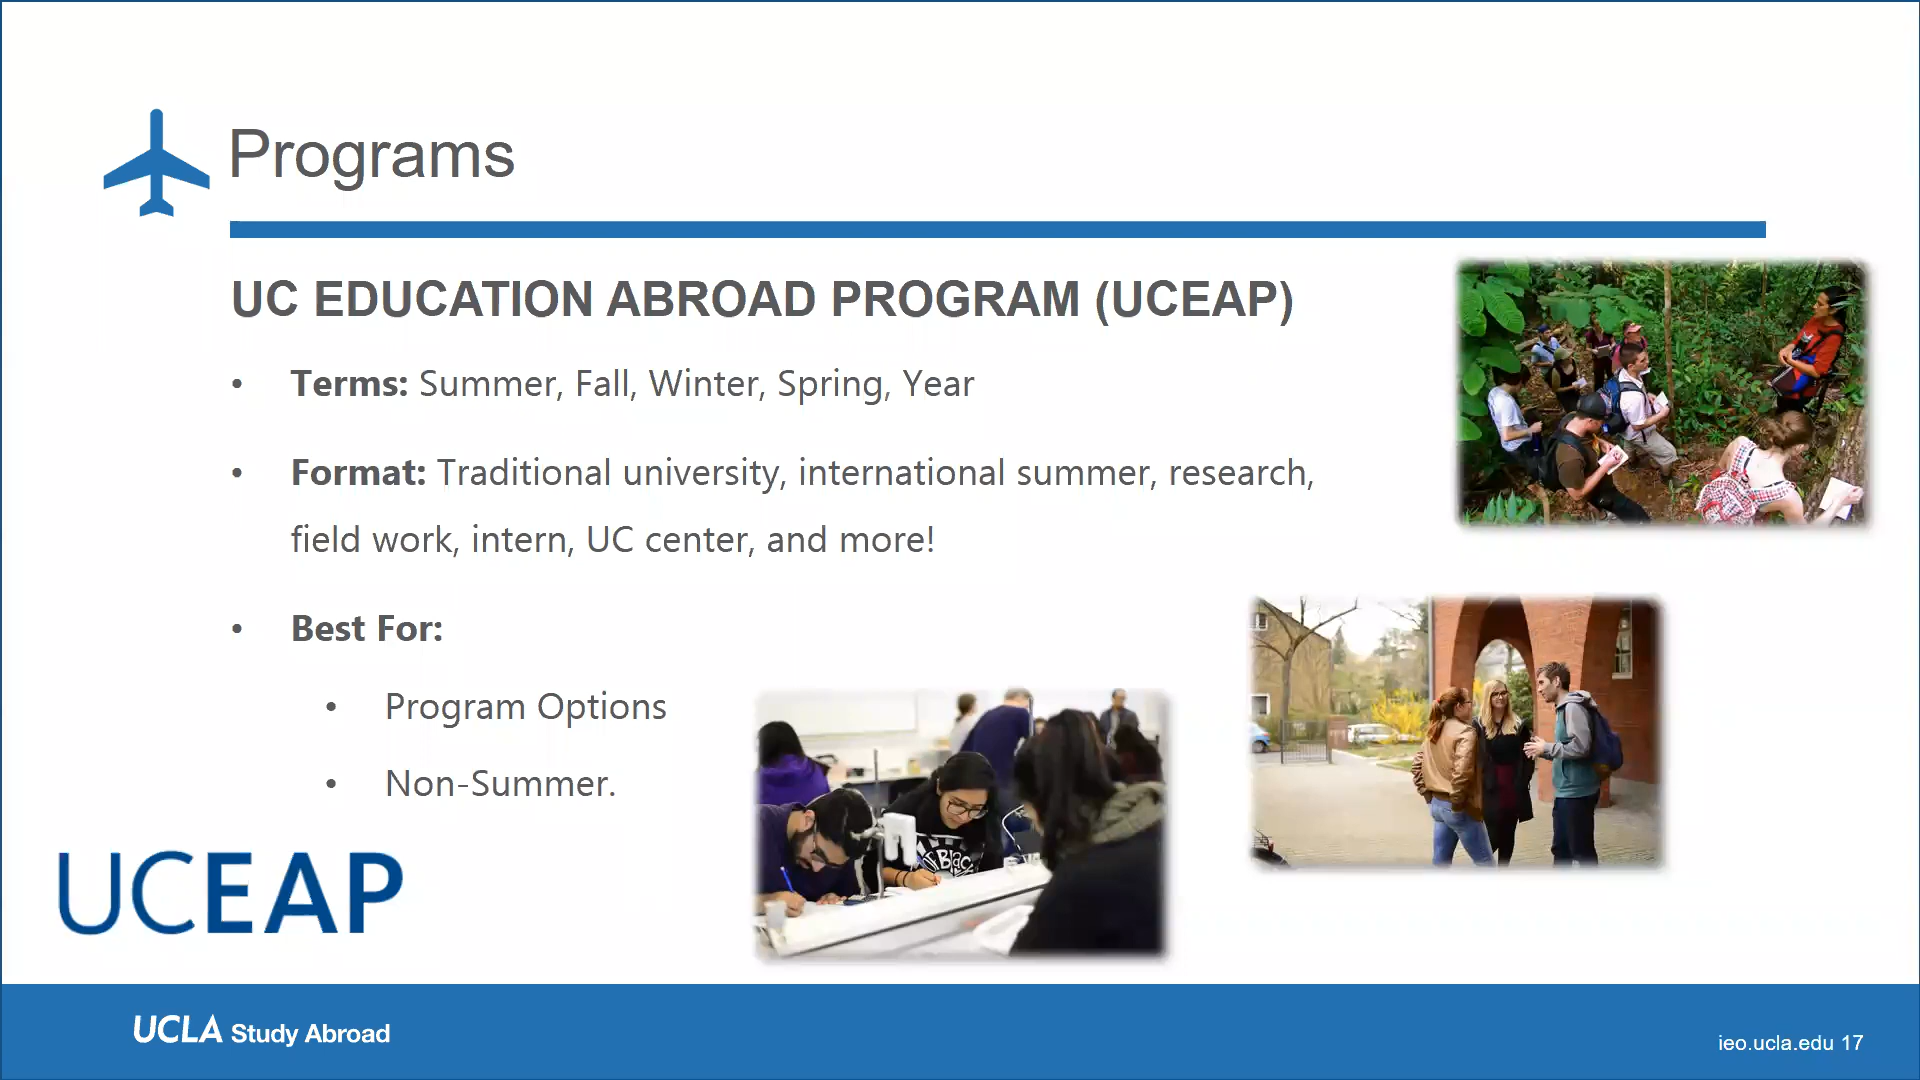 Programs
UC EDUCATION ABROAD PROGRAM (UCEAP)
• Terms: Summer, Fall, Winter, Spring, Year
• Format: Traditional university, international summer, research,
field work, intern, UC center, and more!
• Best For:
• Program Options
• Non-Summer.
UCEAP
UCLA Study Abroad
ieo.ucla.edu 17